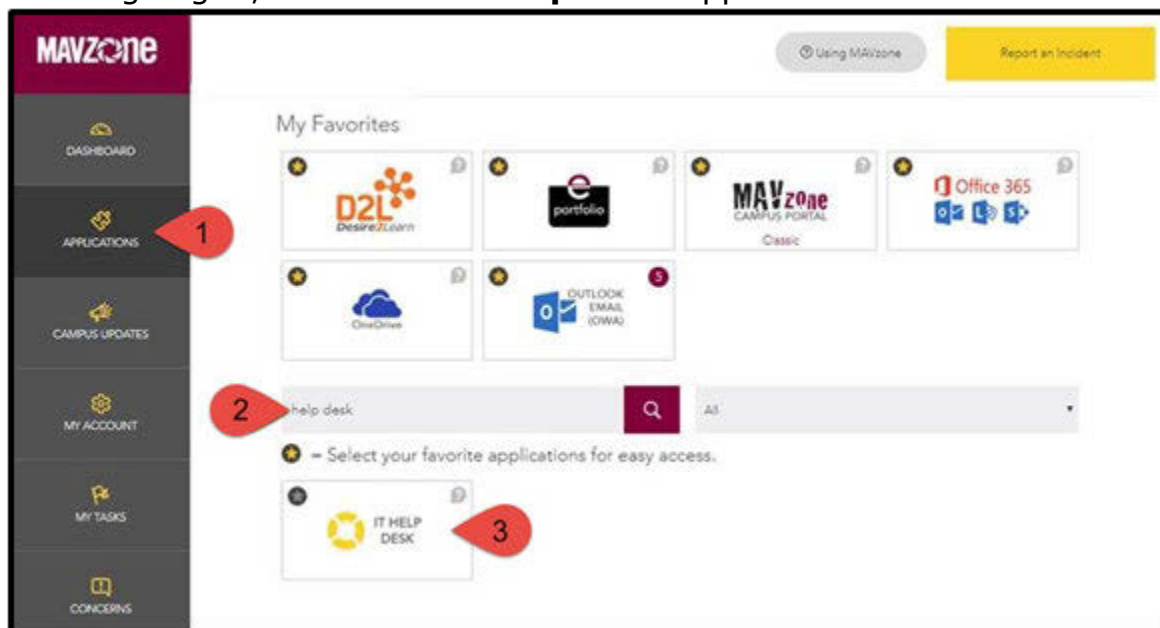 MAVZONE
Using MAVzone
Report an Incident
DASHBOARD
APPLICATIONS
CAMPUS UPDATES
MY ACCOUNT
MY TASKS
CONCERNS
1
My Favorites
D2L
Desire2Learn
e
portfolio
MAVzone
CAMPUS PORTAL
Classic
Office 365
OneDrive
OUTLOOK
EMAIL
(OWA)
5
2
help desk
All
= Select your favorite applications for easy access.
IT HELP
DESK
3